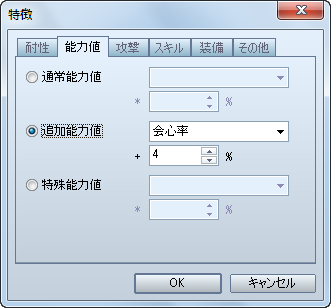 特徴
耐性 能力値 攻撃 スキル 装備 その他
通常能力値
* %
追加能力値 会心率
+ 4 %
特殊能力値
* %
OK キャンセル